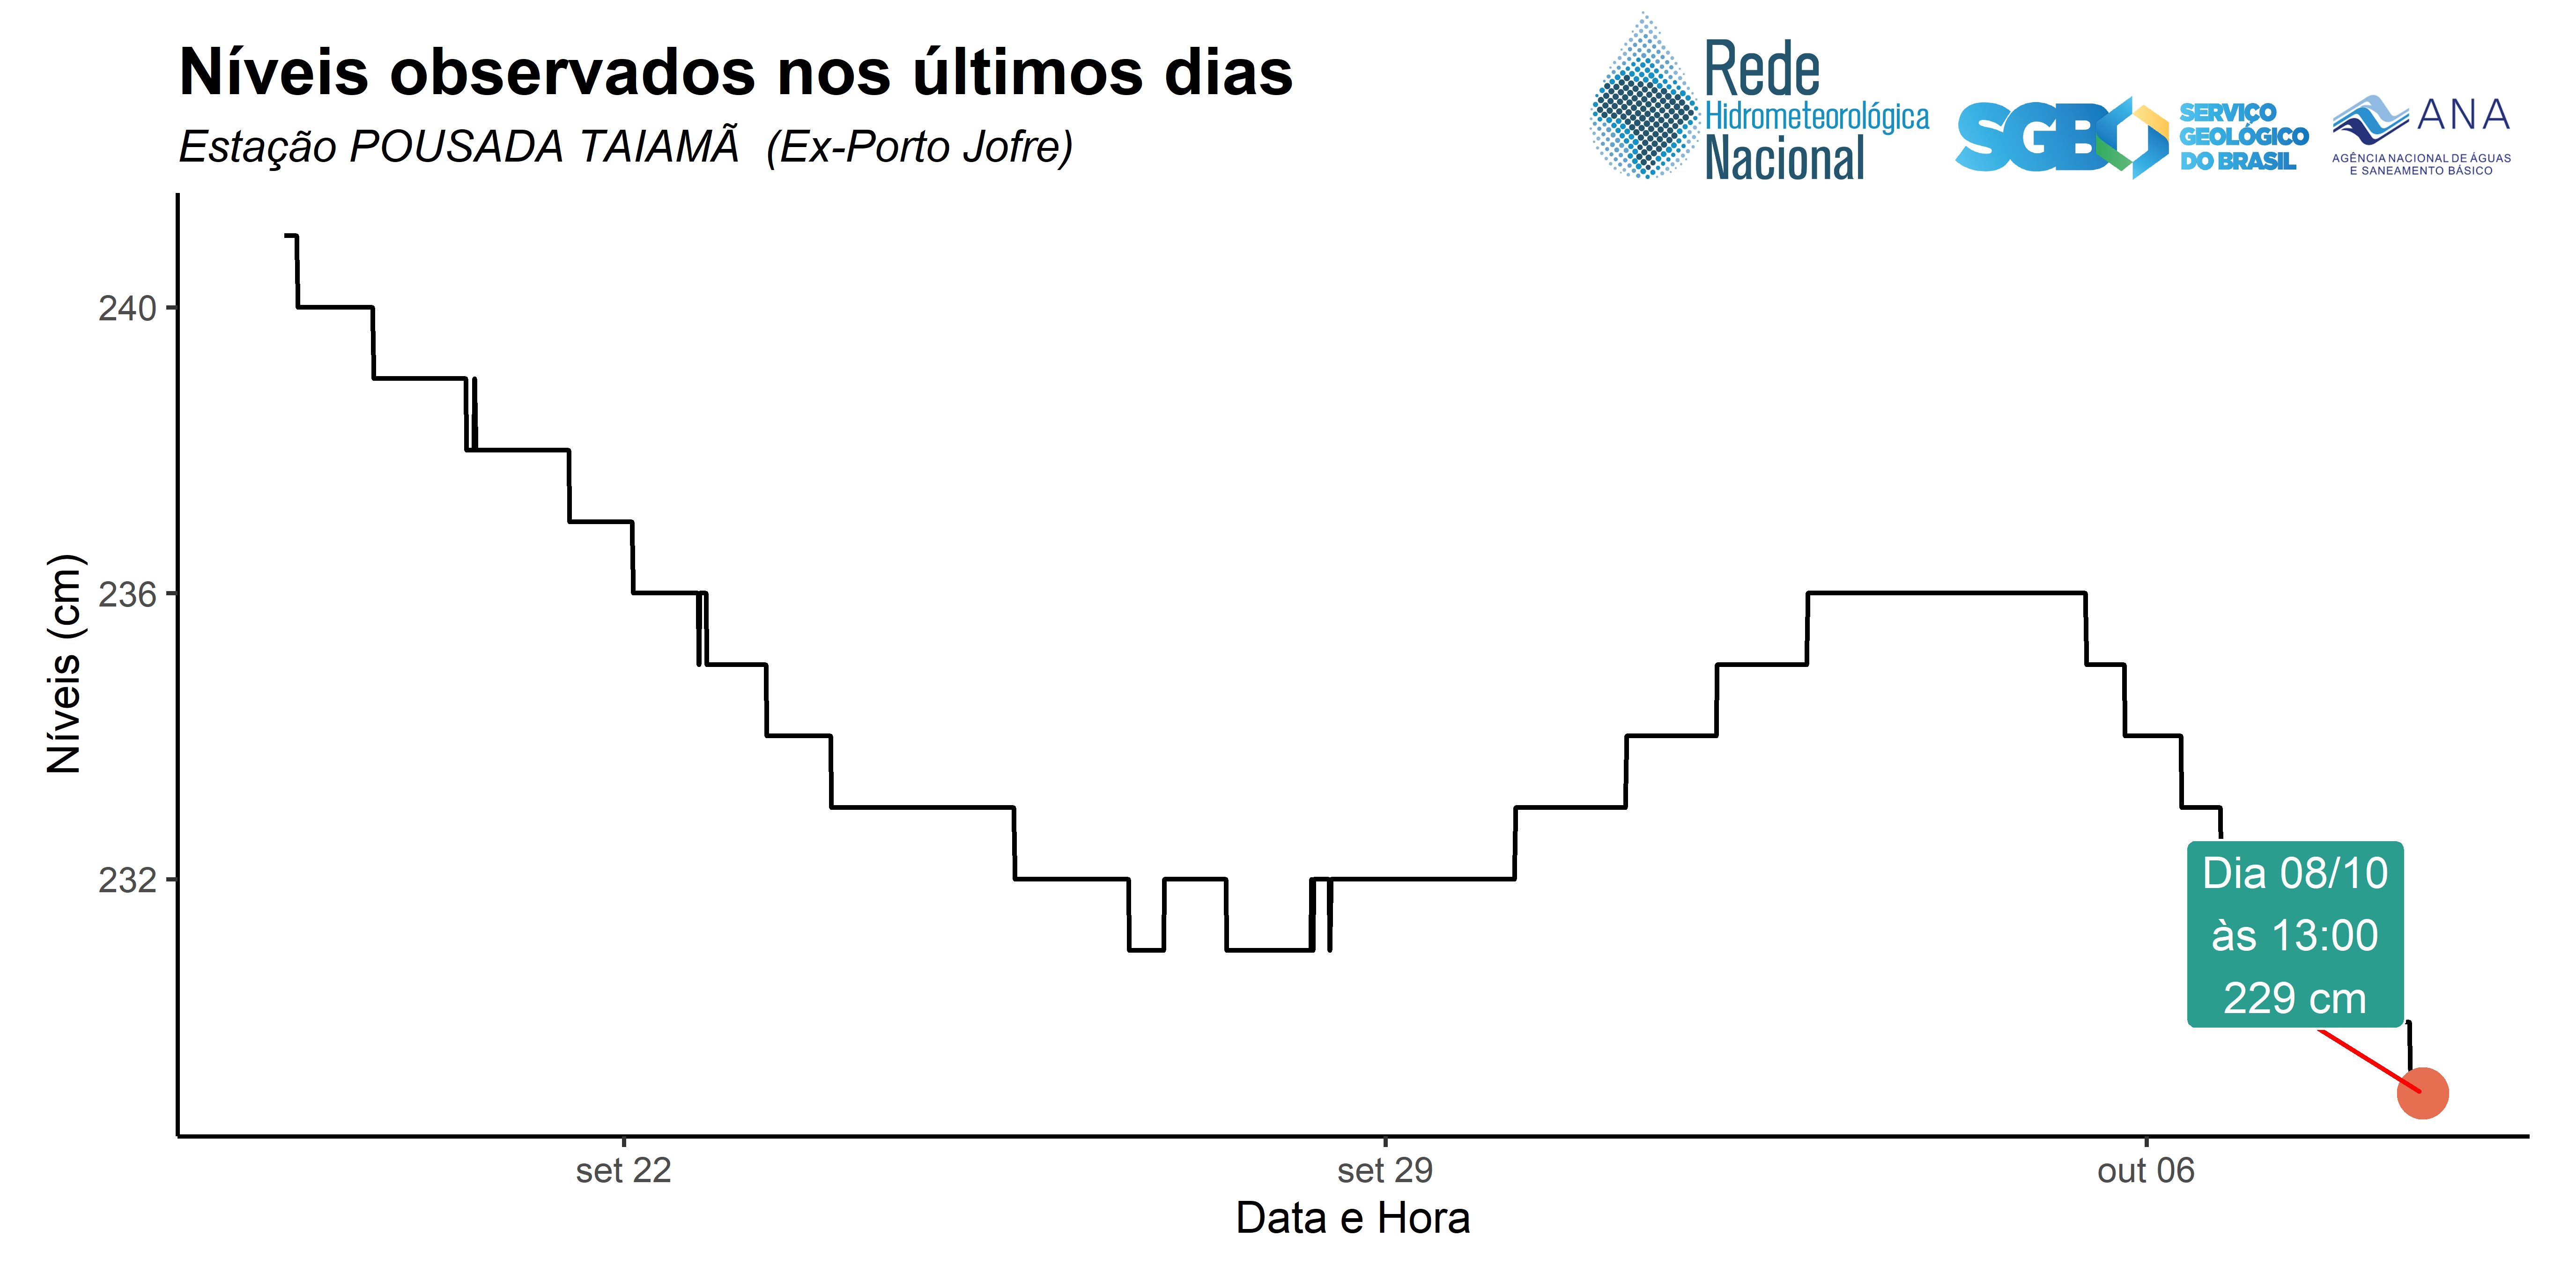 Níveis observados nos últimos dias
Estação POUSADA TAIAMÃ  (Ex-Porto Jofre)
Rede
Hidrometeorológica
Nacional
SGB
SERVIÇO
GEOLÓGICO
DO BRASIL
ANA
AGÊNCIA NACIONAL DE ÁGUAS
E SANEAMENTO BÁSICO
Níveis (cm)
240
236
232
Dia 08/10
às 13:00
229 cm
set 22
set 29
out 06
Data e Hora